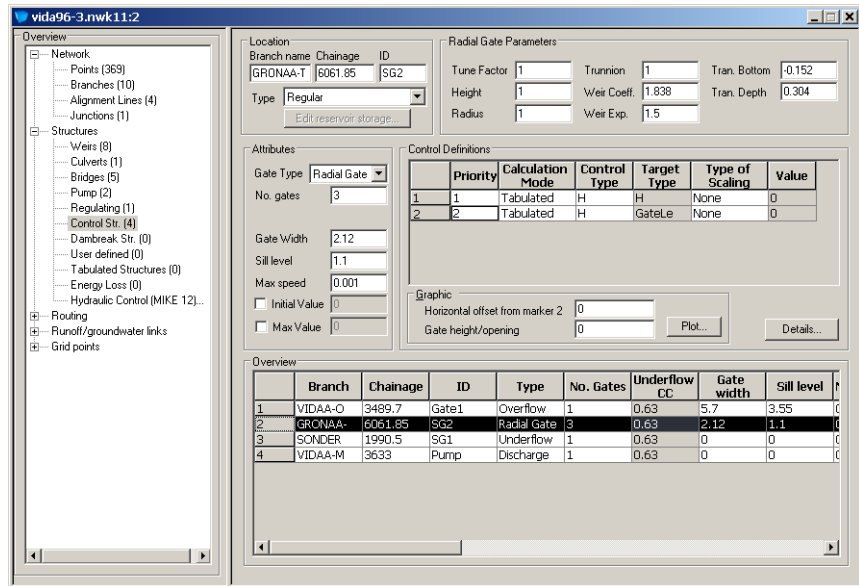 vida96-3.nwk11:2
Overview
Network
Points (369)
Branches (10)
Alignment Lines (4)
Junctions (1)
Structures
Weirs (8)
Culverts (1)
Bridges (5)
Pump (2)
Regulating (1)
Control Str. (4)
Dambreak Str. (0)
User defined (0)
Tabulated Structures (0)
Energy Loss (0)
Hydraulic Control (MIKE 12)...
Routing
Runoff/groundwater links
Grid points
Location
Branch name Chainage ID
GRONAA-T 6061.85 SG2
Type Regular
Edit reservoir storage...
Radial Gate Parameters
Tune Factor 1 Trunnion 1 Tran. Bottom -0.152
Height 1 Weir Coeff. 1.838 Tran. Depth 0.304
Radius 1 Weir Exp. 1.5
Attributes
Gate Type Radial Gate
No. gates 3
Gate Width 2.12
Sill level 1.1
Max speed 0.001
Initial Value 0
Max Value 0
Control Definitions
Priority Calculation Mode Control Type Target Type Type of Scaling Value
1 1 Tabulated H H None 0
2 2 Tabulated H GateLe None 0
Graphic
Horizontal offset from marker 2 0
Gate height/opening 0
Plot...
Details...
Overview
Branch Chainage ID Type No. Gates Underflow CC Gate width Sill level
1 VIDAA-O 3489.7 Gate1 Overflow 1 0.63 5.7 3.55
2 GRONAA- 6061.85 SG2 Radial Gate 3 0.63 2.12 1.1
3 SONDER 1990.5 SG1 Underflow 1 0.63 0 0
4 VIDAA-M 3633 Pump Discharge 1 0.63 0 0